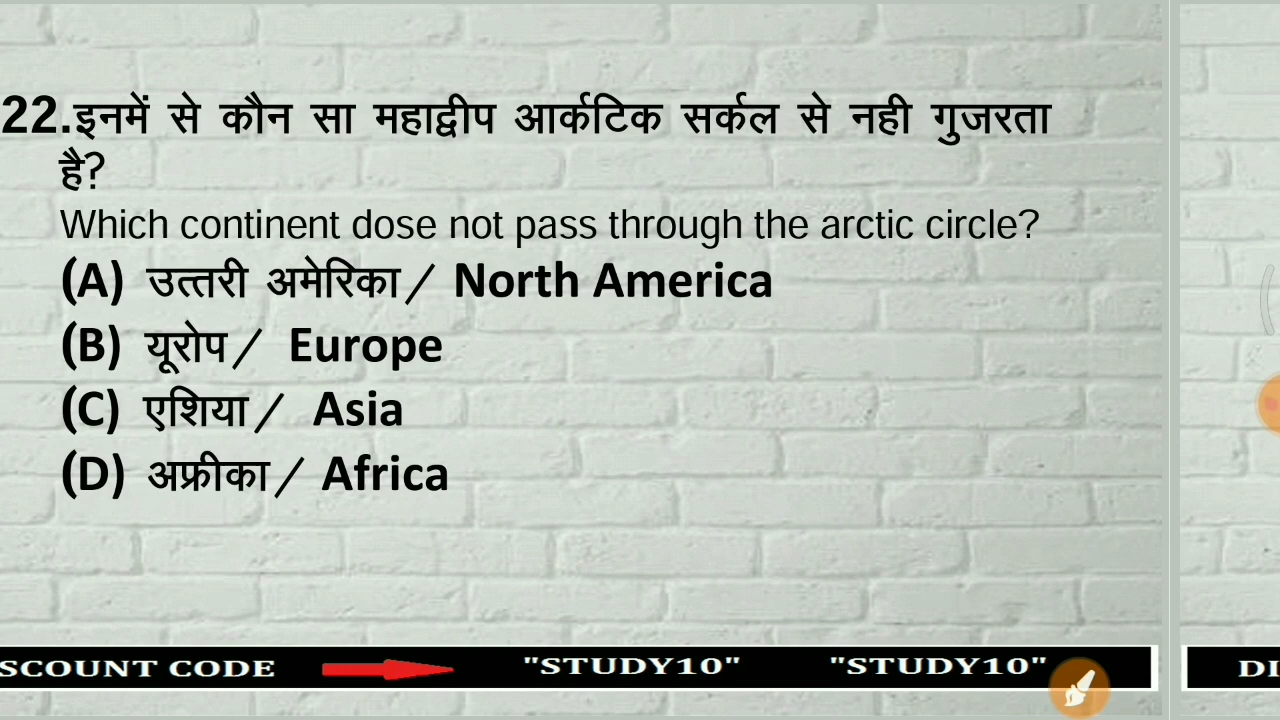 22.इनमें से कौन सा महाद्वीप आर्कटिक सर्कल से नही गुजरता
है?
Which continent dose not pass through the arctic circle?
(A) उत्तरी अमेरिका/ North America
(B) यूरोप/ Europe
(C) एशिया/ Asia
(D) अफ्रीका/ Africa
SCOUNT CODE "STUDY10" "STUDY10" DI